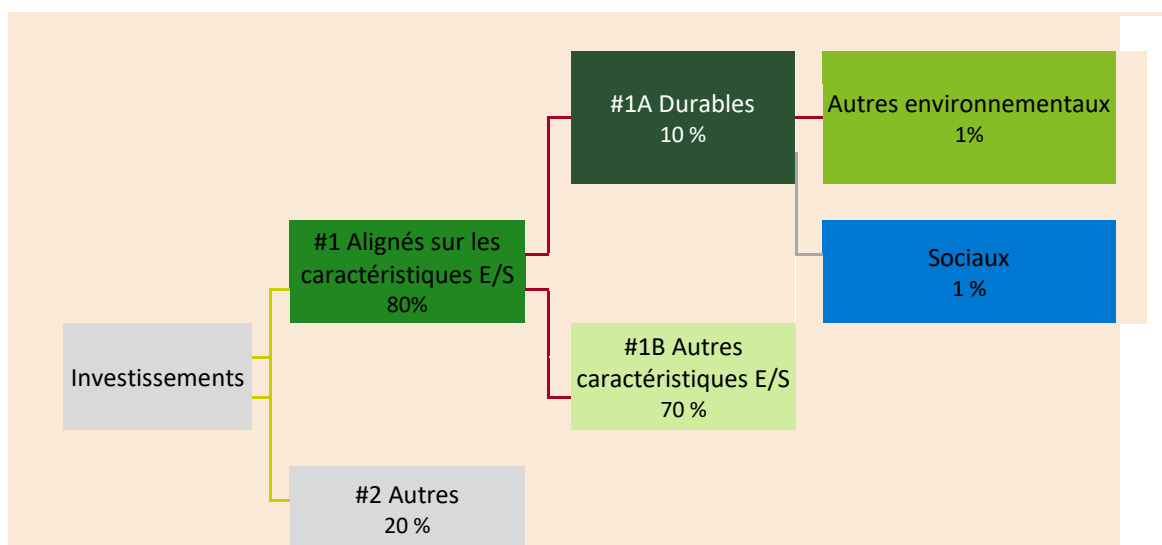 #1A Durables
10 %
Autres environnementaux
1%
#1 Alignés sur les
caractéristiques E/S
80%
Sociaux
1 %
Investissements
#1B Autres
caractéristiques E/S
70 %
#2 Autres
20 %